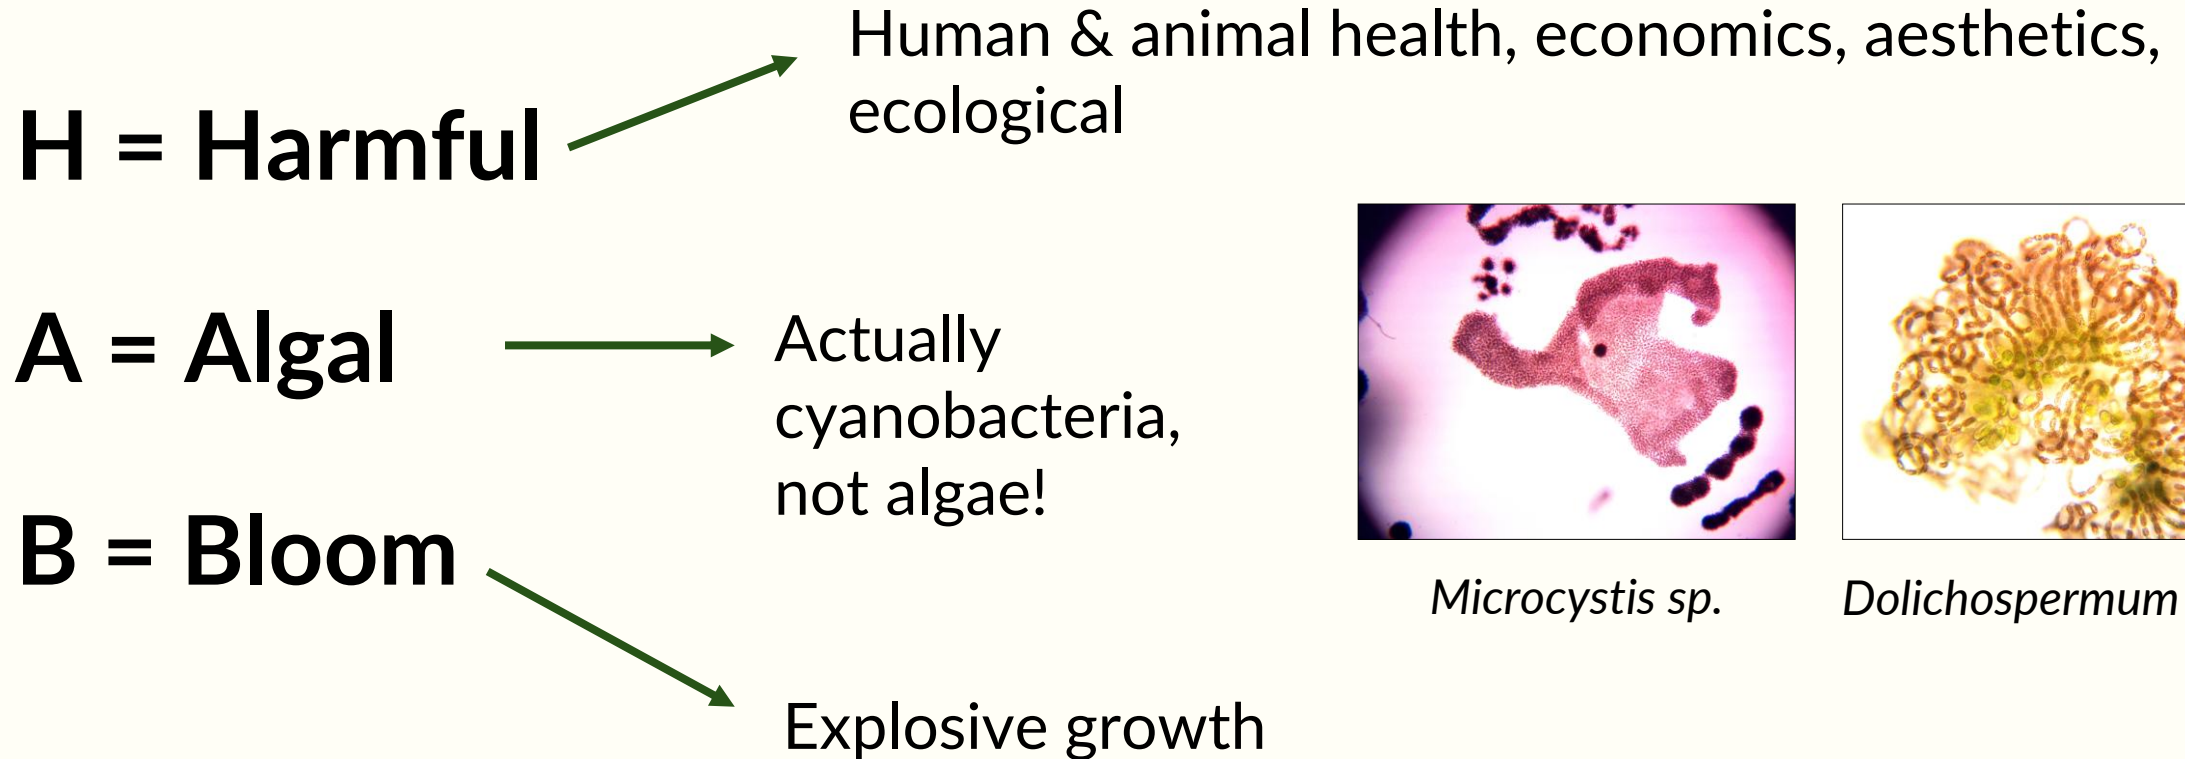 Human & animal health, economics, aesthetics,
ecological
H = Harmful
A = Algal
Actually
cyanobacteria,
not algae!
B = Bloom
Explosive growth
Microcystis sp.
Dolichospermum